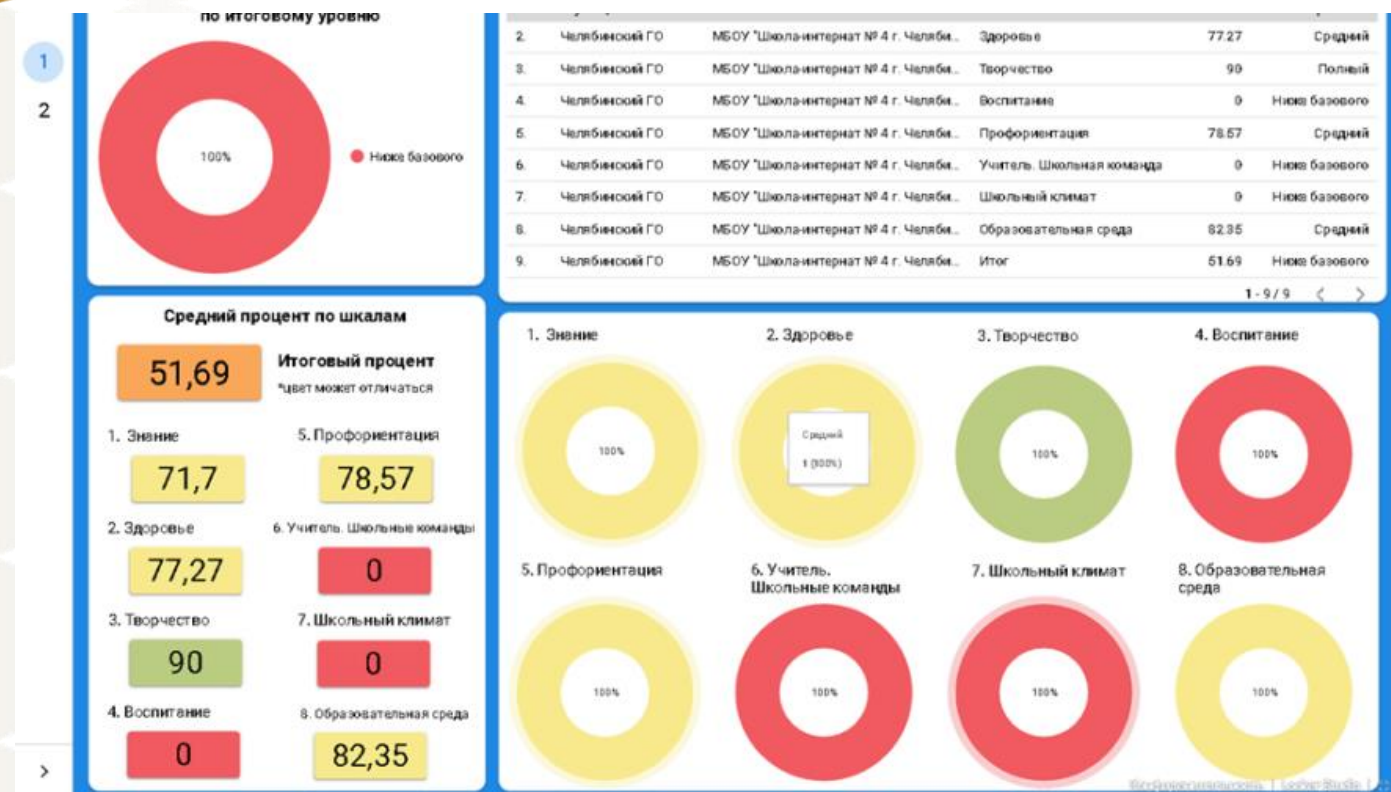 по итоговому уровню
100%
Ниже базового
1
2
2. Челябинский ГО МБОУ "Школа-интернат № 4 г. Челяби... Здоровье 77.27 Средний
3. Челябинский ГО МБОУ "Школа-интернат № 4 г. Челяби... Творчество 90 Полный
4. Челябинский ГО МБОУ "Школа-интернат № 4 г. Челяби... Воспитание 0 Ниже базового
5. Челябинский ГО МБОУ "Школа-интернат № 4 г. Челяби... Профориентация 78.57 Средний
6. Челябинский ГО МБОУ "Школа-интернат № 4 г. Челяби... Учитель. Школьная команда 0 Ниже базового
7. Челябинский ГО МБОУ "Школа-интернат № 4 г. Челяби... Школьный климат 0 Ниже базового
8. Челябинский ГО МБОУ "Школа-интернат № 4 г. Челяби... Образовательная среда 82.35 Средний
9. Челябинский ГО МБОУ "Школа-интернат № 4 г. Челяби... Итог 51.69 Ниже базового
1 - 9 / 9 < >
Средний процент по шкалам
51,69 Итоговый процент
*цвет может отличаться
1. Знание 5. Профориентация
71,7 78,57
2. Здоровье 6. Учитель. Школьные команды
77,27 0
3. Творчество 7. Школьный климат
90 0
4. Воспитание 8. Образовательная среда
0 82,35
1. Знание 2. Здоровье 3. Творчество 4. Воспитание
Средний
100% 1 (100%) 100% 100%
5. Профориентация 6. Учитель. 7. Школьный климат 8. Образовательная
Школьные команды среда
100% 100% 100% 100%
>